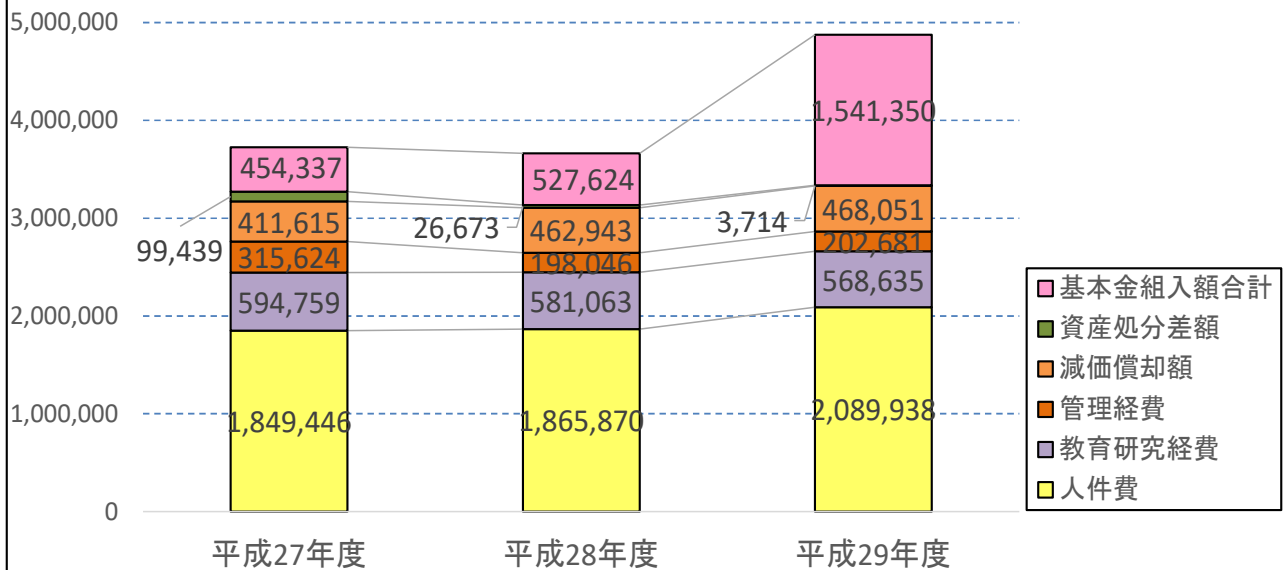 5,000,000
4,000,000
3,000,000
2,000,000
1,000,000
0
454,337
99,439
411,615
315,624
594,759
1,849,446
527,624
26,673
462,943
198,046
581,063
1,865,870
1,541,350
3,714
468,051
202,681
568,635
2,089,938
平成27年度
平成28年度
平成29年度
基本金組入額合計
資産処分差額
減価償却額
管理経費
教育研究経費
人件費